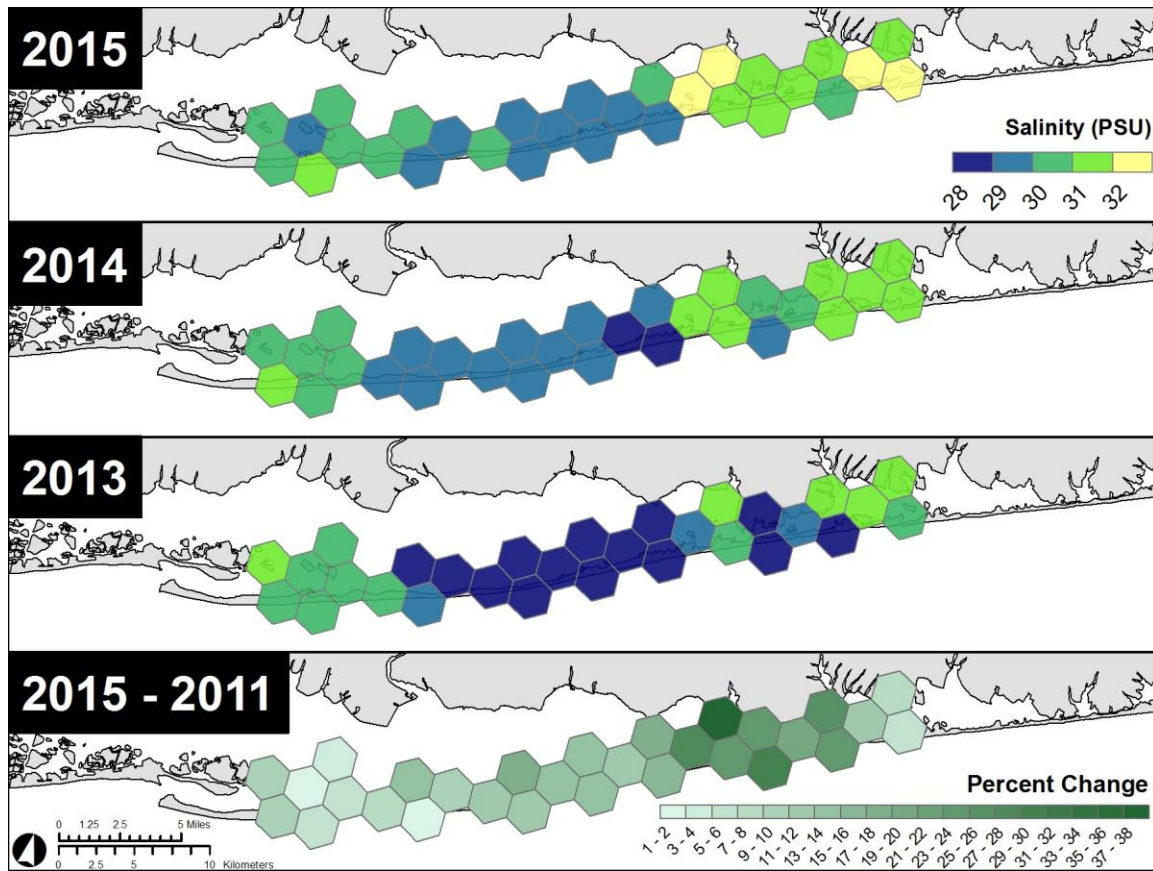 2015
Salinity (PSU)
28 29 30 31 32
2014
2013
2015 - 2011
Percent Change
1 - 2 3 - 4 5 - 6 7 - 8 9 - 10 11 - 12 13 - 14 15 - 16 17 - 18 19 - 20 21 - 22 23 - 24 25 - 26 27 - 28 29 - 30 31 - 32 33 - 34 35 - 36 37 - 38
0 1.25 2.5 5 Miles
0 2.5 5 10 Kilometers